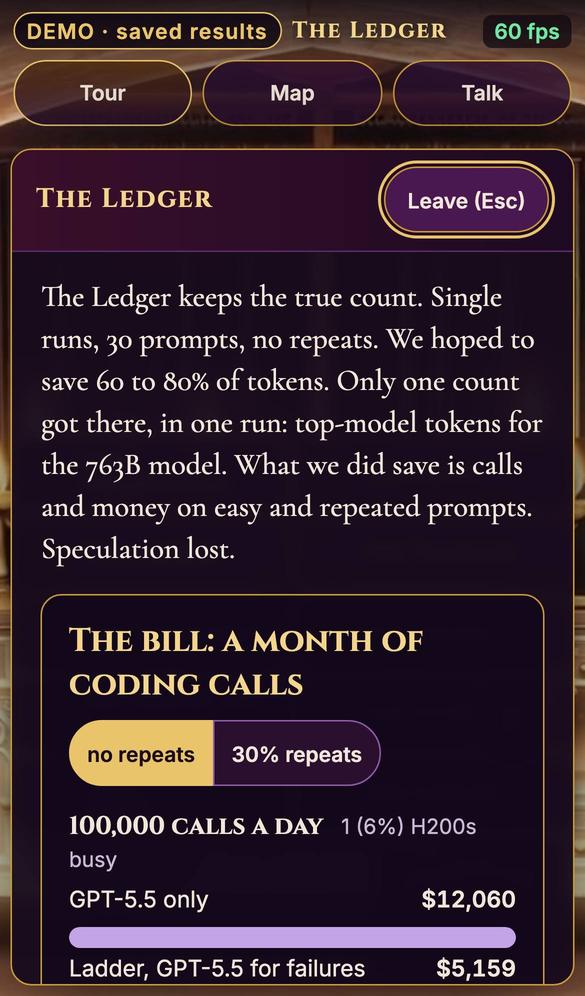 DEMO · saved results
The Ledger
60 fps
Tour
Map
Talk
The Ledger
Leave (Esc)
The Ledger keeps the true count. Single
runs, 30 prompts, no repeats. We hoped to
save 60 to 80% of tokens. Only one count
got there, in one run: top-model tokens for
the 763B model. What we did save is calls
and money on easy and repeated prompts.
Speculation lost.
The bill: a month of
coding calls
no repeats
30% repeats
100,000 calls a day 1 (6%) H200s
busy
GPT-5.5 only $12,060
Ladder, GPT-5.5 for failures $5,159